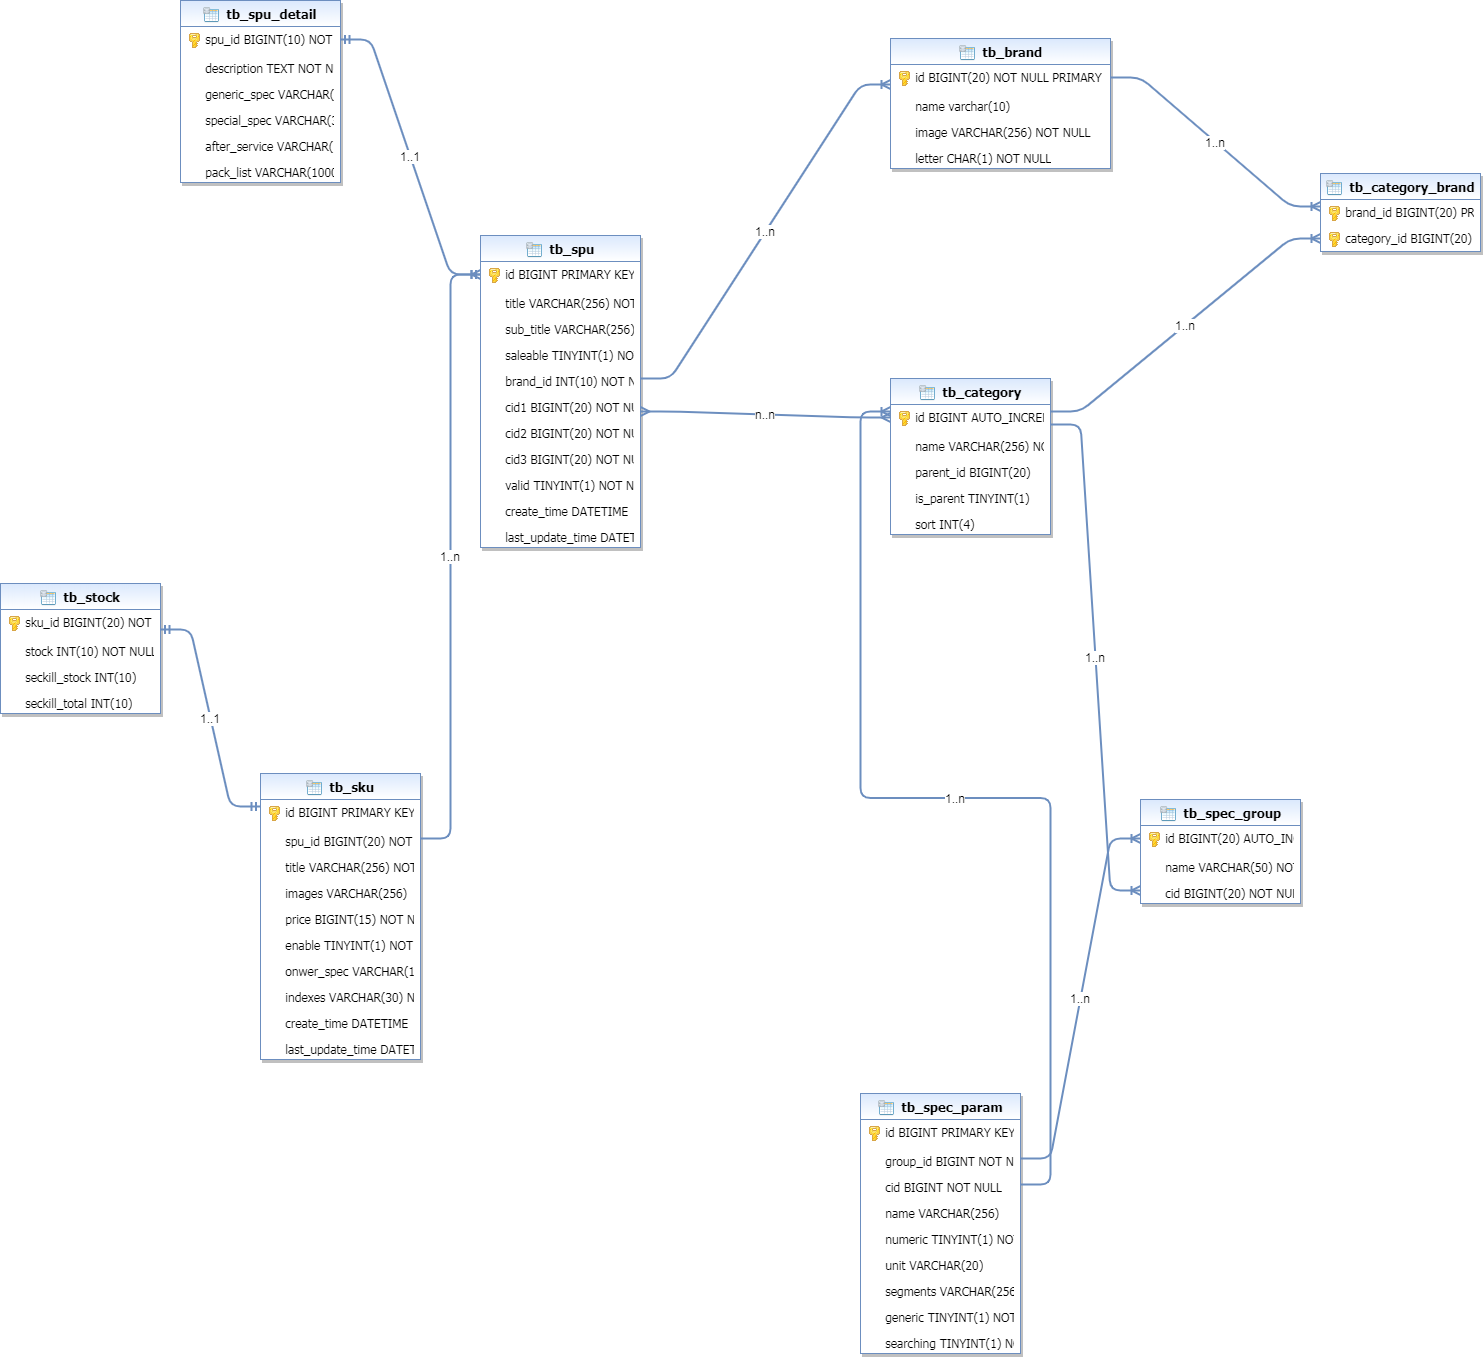 tb_spu_detail
spu_id BIGINT(10) NOT
description TEXT NOT N
generic_spec VARCHAR(
special_spec VARCHAR(
after_service VARCHAR(
pack_list VARCHAR(100
1..1
tb_brand
id BIGINT(20) NOT NULL PRIMARY
name varchar(10)
image VARCHAR(256) NOT NULL
letter CHAR(1) NOT NULL
1..n
tb_category_brand
brand_id BIGINT(20) PR
category_id BIGINT(20)
1..n
1..n
tb_spu
id BIGINT PRIMARY KEY
title VARCHAR(256) NOT
sub_title VARCHAR(256)
saleable TINYINT(1) NO
brand_id INT(10) NOT N
cid1 BIGINT(20) NOT NU
cid2 BIGINT(20) NOT NU
cid3 BIGINT(20) NOT NU
valid TINYINT(1) NOT N
create_time DATETIME
last_update_time DATET
n..n
tb_category
id BIGINT AUTO_INCRE
name VARCHAR(256) NO
parent_id BIGINT(20)
is_parent TINYINT(1)
sort INT(4)
1..n
tb_stock
sku_id BIGINT(20) NOT
stock INT(10) NOT NULL
seckill_stock INT(10)
seckill_total INT(10)
1..1
1..n
tb_sku
id BIGINT PRIMARY KEY
spu_id BIGINT(20) NOT
title VARCHAR(256) NOT
images VARCHAR(256)
price BIGINT(15) NOT N
enable TINYINT(1) NOT
onwer_spec VARCHAR(1
indexes VARCHAR(30) N
create_time DATETIME
last_update_time DATET
1..n
tb_spec_group
id BIGINT(20) AUTO_IN
name VARCHAR(50) NO
cid BIGINT(20) NOT NU
1..n
tb_spec_param
id BIGINT PRIMARY KEY
group_id BIGINT NOT N
cid BIGINT NOT NULL
name VARCHAR(256)
numeric TINYINT(1) NO
unit VARCHAR(20)
segments VARCHAR(256
generic TINYINT(1) NOT
searching TINYINT(1) N